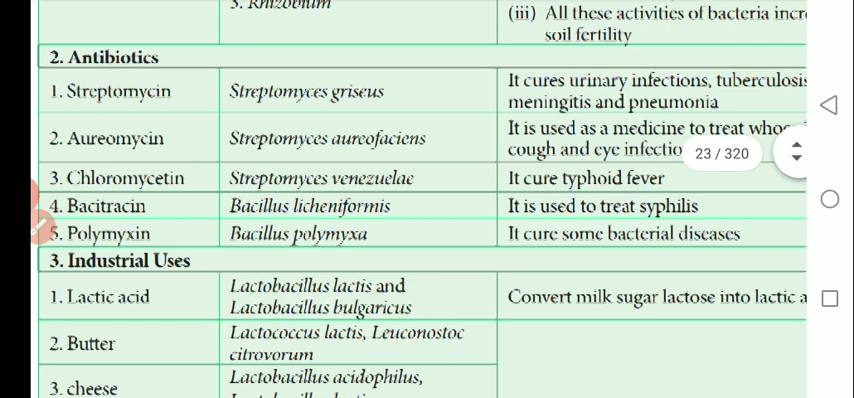 3. Rhizobium
(iii) All these activities of bacteria incr
soil fertility
2. Antibiotics
1. Streptomycin
Streptomyces griseus
It cures urinary infections, tuberculosis
meningitis and pneumonia
2. Aureomycin
Streptomyces aureofaciens
It is used as a medicine to treat whoo
cough and eye infectio
23 / 320
3. Chloromycetin
Streptomyces venezuelae
It cure typhoid fever
4. Bacitracin
Bacillus licheniformis
It is used to treat syphilis
5. Polymyxin
Bacillus polymyxa
It cure some bacterial diseases
3. Industrial Uses
1. Lactic acid
Lactobacillus lactis and
Lactobacillus bulgaricus
Convert milk sugar lactose into lactic a
2. Butter
Lactococcus lactis, Leuconostoc
citrovorum
3. cheese
Lactobacillus acidophilus,